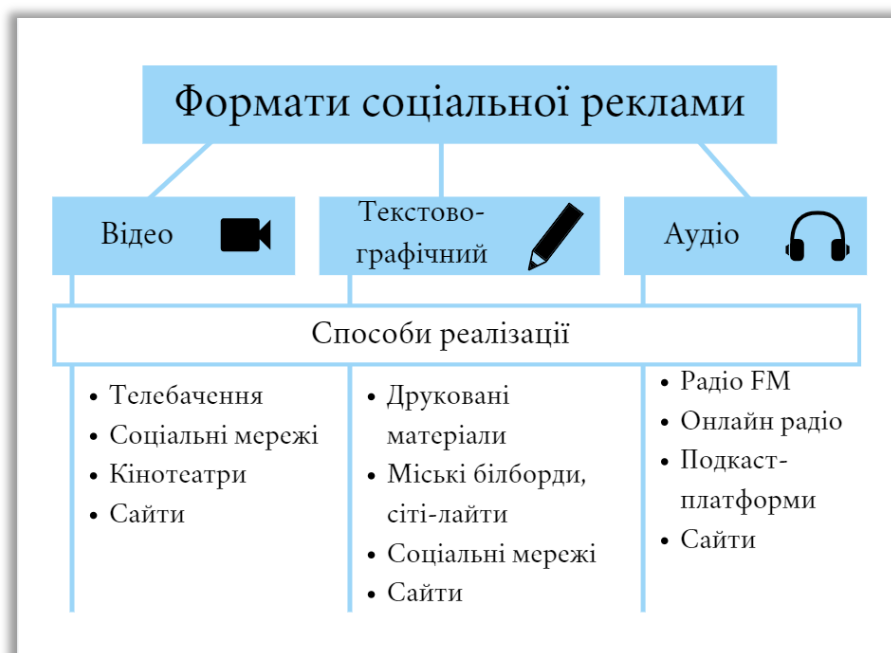 Формати соціальної реклами
Відео
Текстово-
графічний
Аудіо
Способи реалізації
• Телебачення
• Соціальні мережі
• Кінотеатри
• Сайти
• Друковані
матеріали
• Міські білборди,
сіті-лайти
• Соціальні мережі
• Сайти
• Радіо FM
• Онлайн радіо
• Подкаст-
платформи
• Сайти